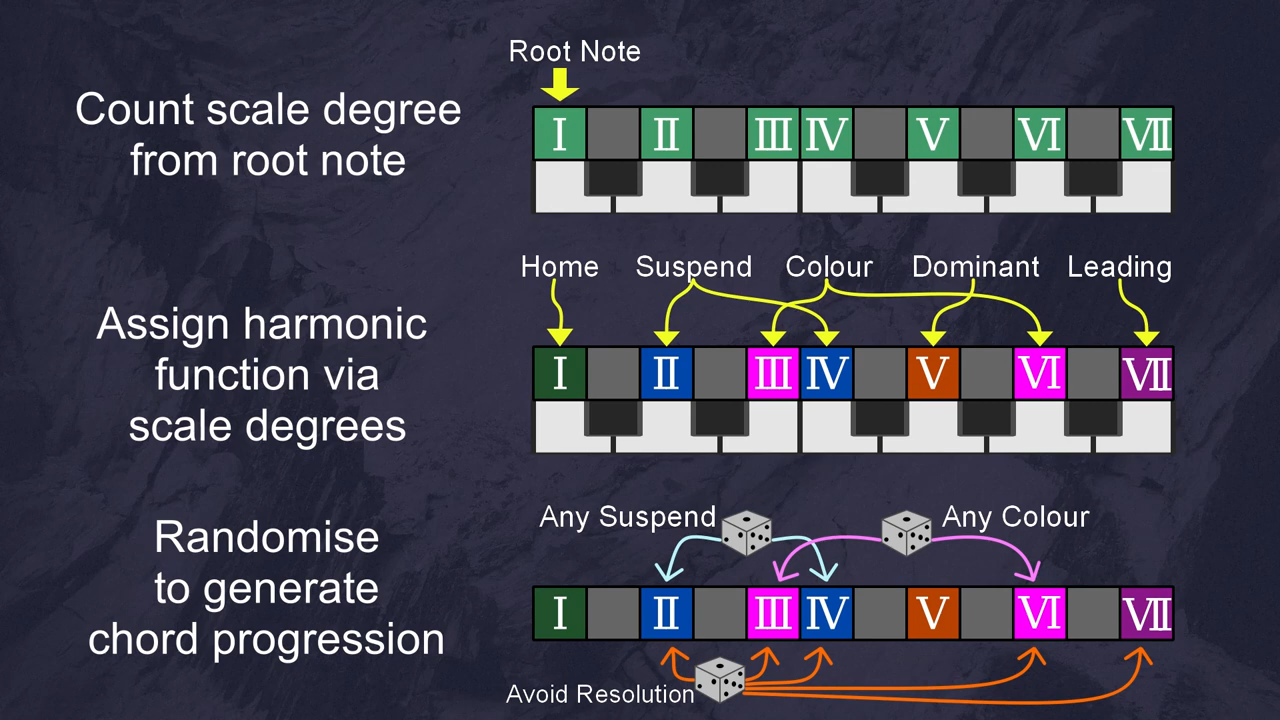 Root Note
Count scale degree
from root note
Ⅰ Ⅱ Ⅲ Ⅳ Ⅴ Ⅵ Ⅶ
Home Suspend Colour Dominant Leading
Assign harmonic
function via
scale degrees
Ⅰ Ⅱ Ⅲ Ⅳ Ⅴ Ⅵ Ⅶ
Any Suspend Any Colour
Randomise
to generate
chord progression
Ⅰ Ⅱ Ⅲ Ⅳ Ⅴ Ⅵ Ⅶ
Avoid Resolution